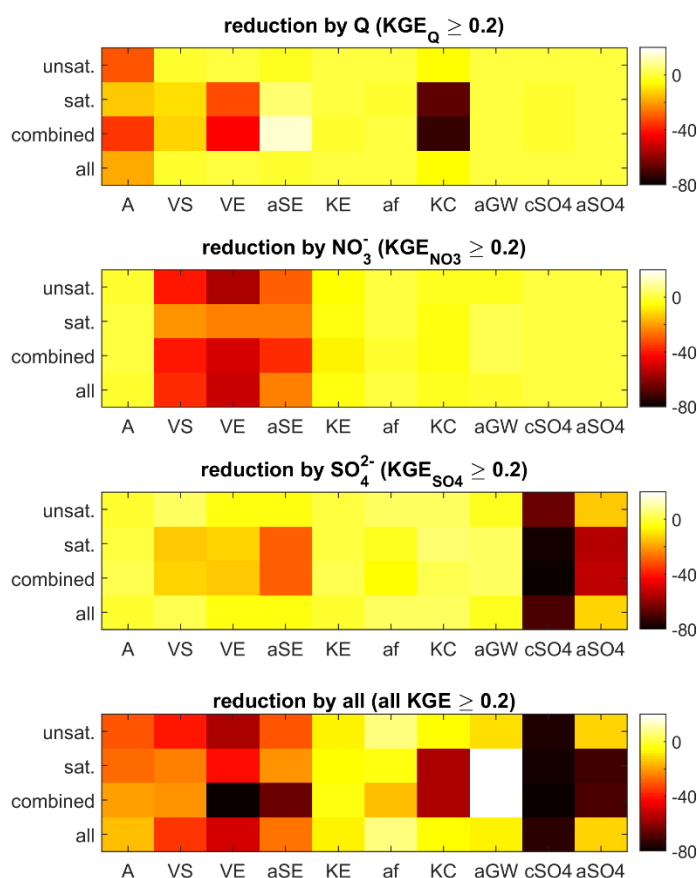 reduction by Q (KGE_Q ≥ 0.2)
unsat.
sat.
combined
all
A VS VE aSE KE af KC aGW cSO4 aSO4
0
-40
-80
reduction by NO₃⁻ (KGE_NO3 ≥ 0.2)
unsat.
sat.
combined
all
A VS VE aSE KE af KC aGW cSO4 aSO4
0
-40
-80
reduction by SO₄²⁻ (KGE_SO4 ≥ 0.2)
unsat.
sat.
combined
all
A VS VE aSE KE af KC aGW cSO4 aSO4
0
-40
-80
reduction by all (all KGE ≥ 0.2)
unsat.
sat.
combined
all
A VS VE aSE KE af KC aGW cSO4 aSO4
0
-40
-80